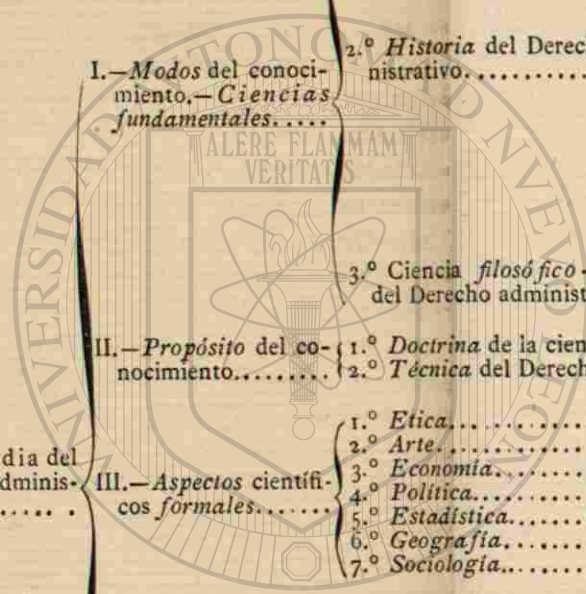 2.º Historia del Derech
nistrativo............
I.—Modos del conoci-
miento.—Ciencias
fundamentales.....
ALERE FLAMMAM
VERITATIS
3.º Ciencia filosófico-
del Derecho administ
II.—Propósito del co-
nocimiento.........
1.º Doctrina de la cien
2.º Técnica del Derech
dia del
dminis-
III.—Aspectos científi-
cos formales.......
1.º Etica.............
2.º Arte..............
3.º Economía..........
4.º Política...........
5.º Estadística.........
6.º Geografía..........
7.º Sociología..........